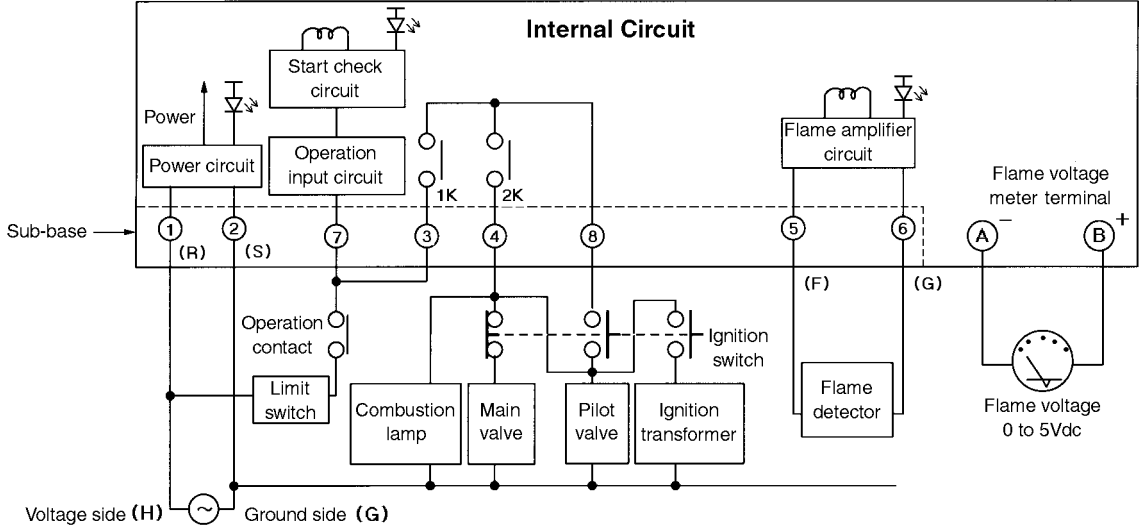 Internal Circuit
Start check
circuit
Power
Power circuit
Operation
input circuit
1K
2K
Flame amplifier
circuit
Flame voltage
meter terminal
Sub-base
1
2
7
3
4
8
5
6
A
−
B
+
(R)
(S)
(F)
(G)
Operation
contact
Ignition
switch
Limit
switch
Combustion
lamp
Main
valve
Pilot
valve
Ignition
transformer
Flame
detector
Flame voltage
0 to 5Vdc
Voltage side (H)
~
Ground side (G)